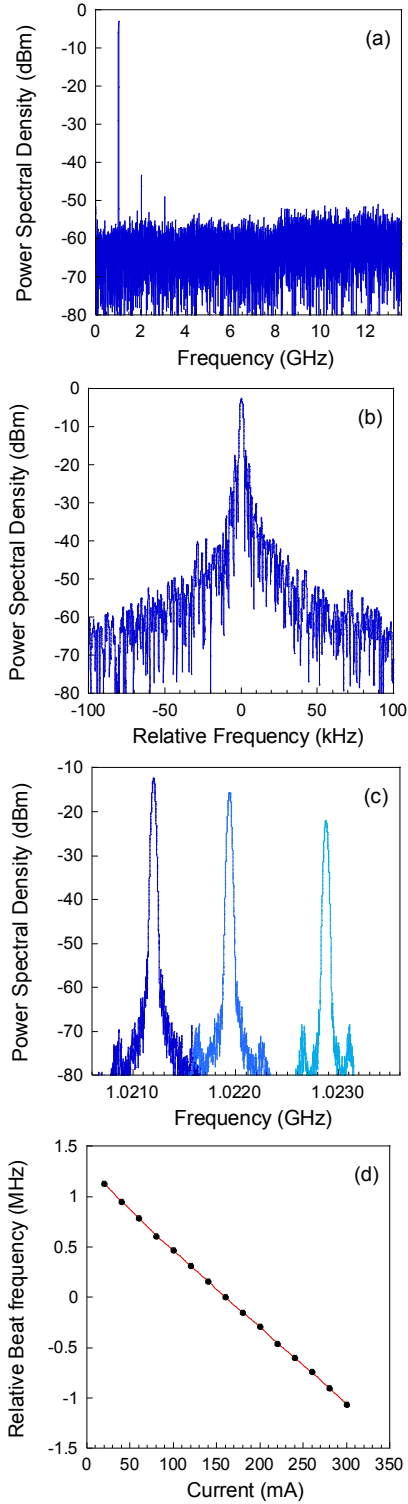 (a)
Power Spectral Density (dBm)
0
-10
-20
-30
-40
-50
-60
-70
-80
0 2 4 6 8 10 12
Frequency (GHz)
(b)
Power Spectral Density (dBm)
0
-10
-20
-30
-40
-50
-60
-70
-80
-100 -50 0 50 100
Relative Frequency (kHz)
(c)
Power Spectral Density (dBm)
-10
-20
-30
-40
-50
-60
-70
-80
1.0210 1.0220 1.0230
Frequency (GHz)
(d)
Relative Beat frequency (MHz)
1.5
1
0.5
0
-0.5
-1
-1.5
0 50 100 150 200 250 300 350
Current (mA)